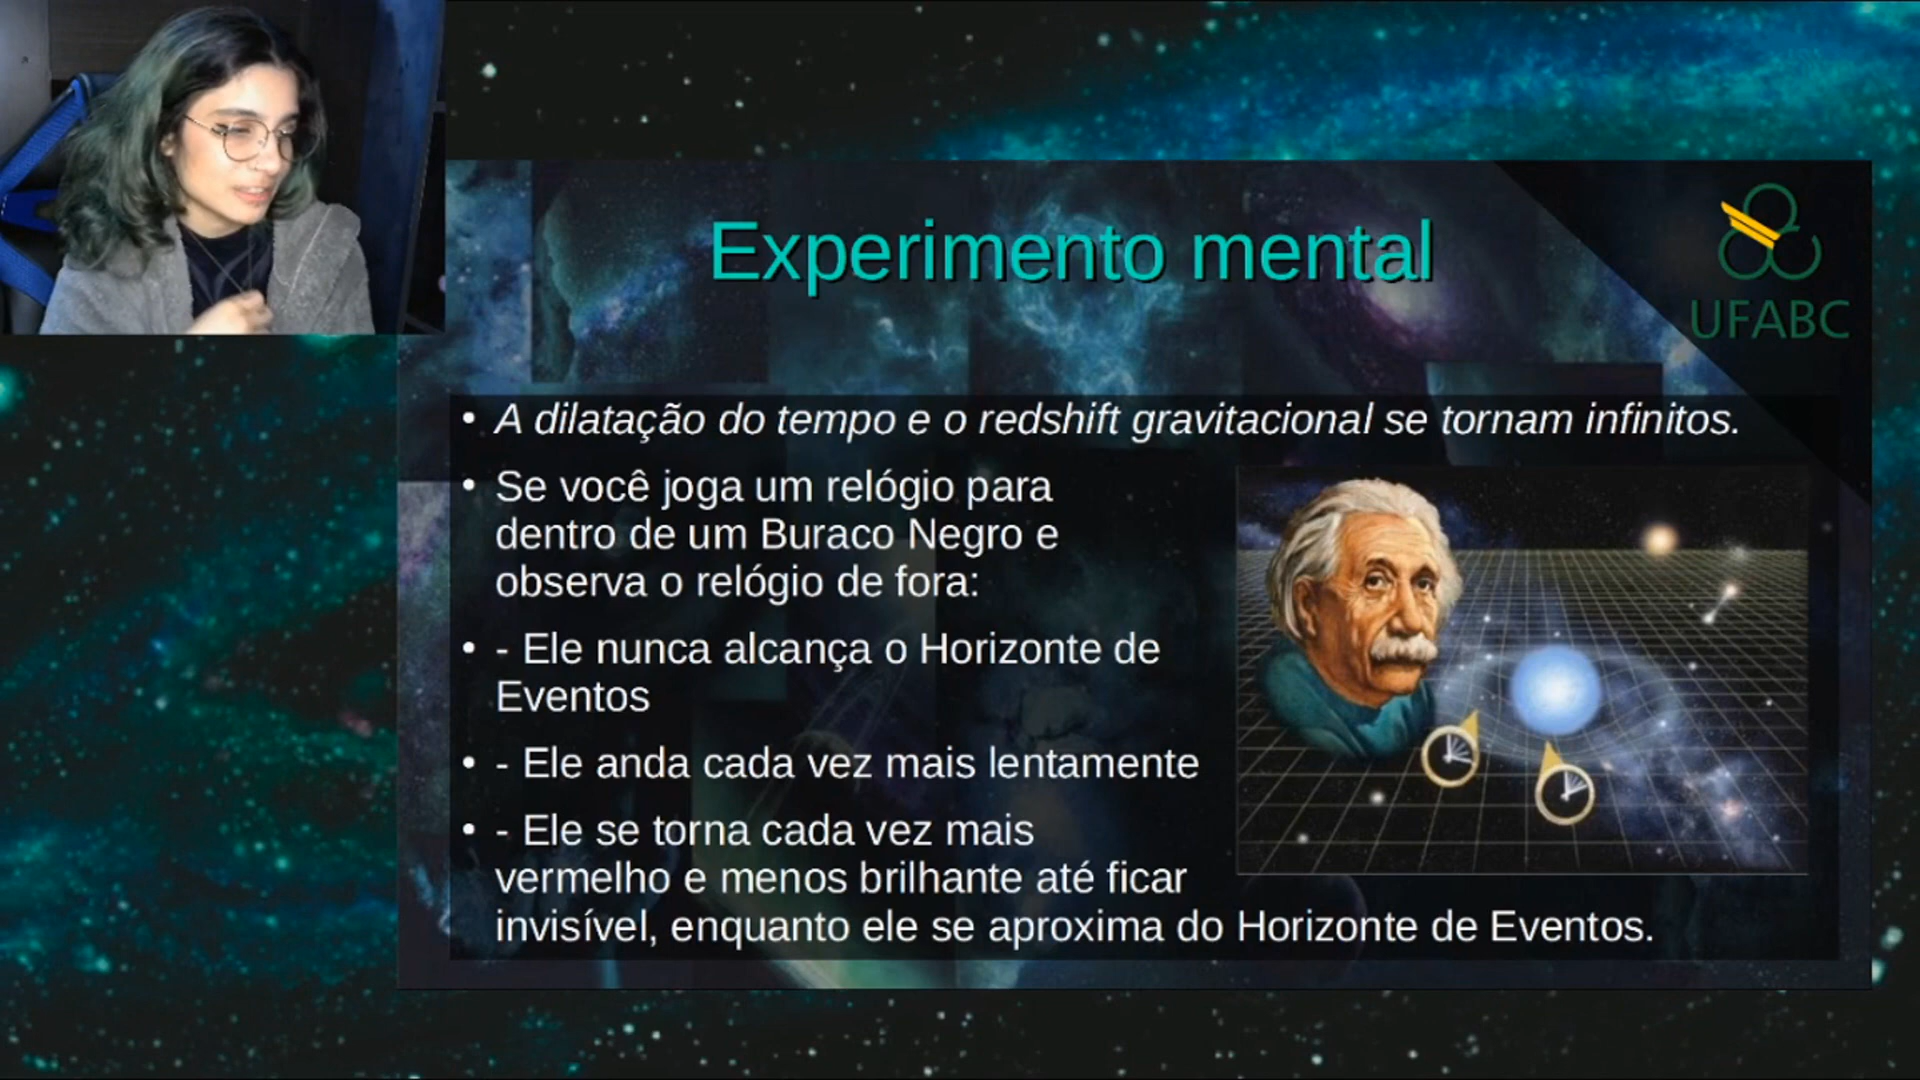 Experimento mental
UFABC
• A dilatação do tempo e o redshift gravitacional se tornam infinitos.
• Se você joga um relógio para
dentro de um Buraco Negro e
observa o relógio de fora:
• - Ele nunca alcança o Horizonte de
Eventos
• - Ele anda cada vez mais lentamente
• - Ele se torna cada vez mais
vermelho e menos brilhante até ficar
invisível, enquanto ele se aproxima do Horizonte de Eventos.